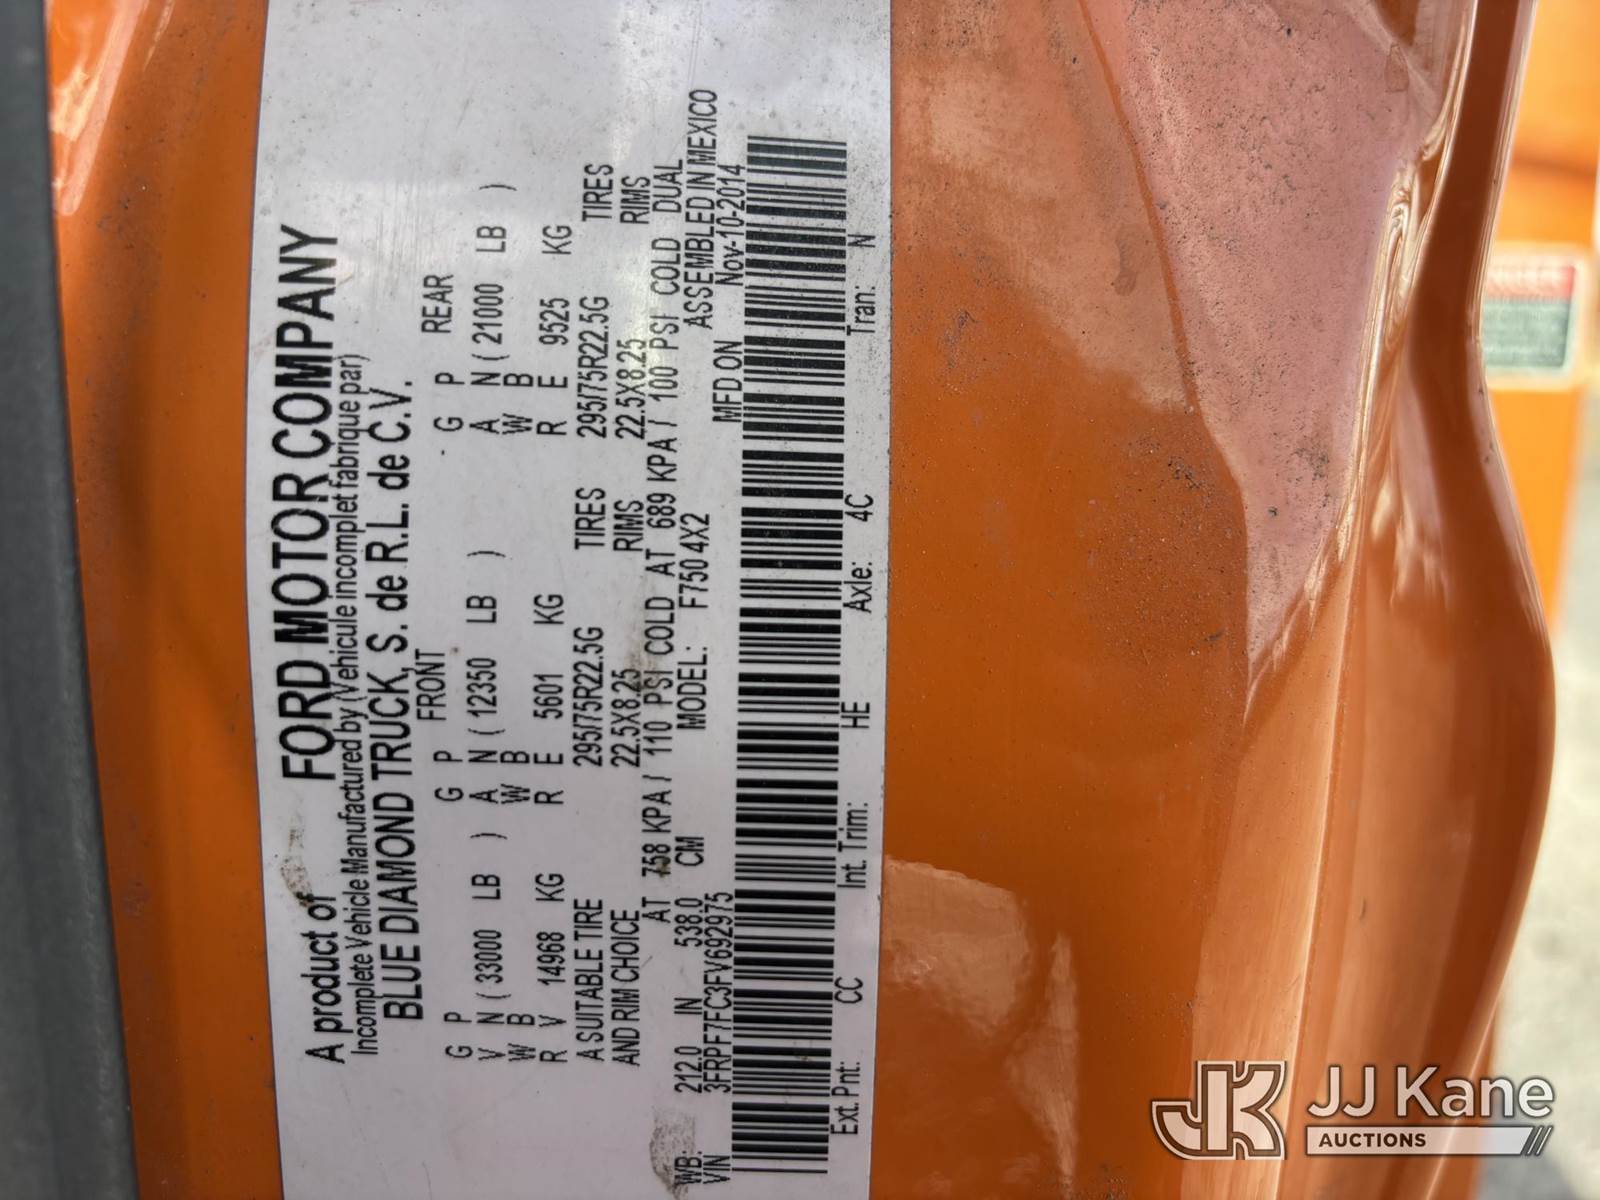 A product of FORD MOTOR COMPANY
Incomplete Vehicle Manufactured by (Vehicule incomplet fabrique par)
BLUE DIAMOND TRUCK, S. de R.L. de C.V.
FRONT REAR
G P G P G P
V N ( 33000 LB ) A N ( 12350 LB ) A N ( 21000 LB )
W B W B W B
R V 14968 KG R E 5601 KG R E 9525 KG
A SUITABLE TIRE 295/75R22.5G TIRES 295/75R22.5G TIRES
AND RIM CHOICE 22.5X8.25 RIMS 22.5X8.25 RIMS
AT 758 KPA / 110 PSI COLD AT 689 KPA / 100 PSI COLD DUAL
WB: 212.0 IN 538.0 CM MODEL: F750 4X2 ASSEMBLED IN MEXICO
VIN 3FRPF7FC3FV692975 MFD ON Nov-10-2014
Ext. Pnt: CC Int. Trim: HE Axle: 4C Tran: N
JK JJ Kane
AUCTIONS